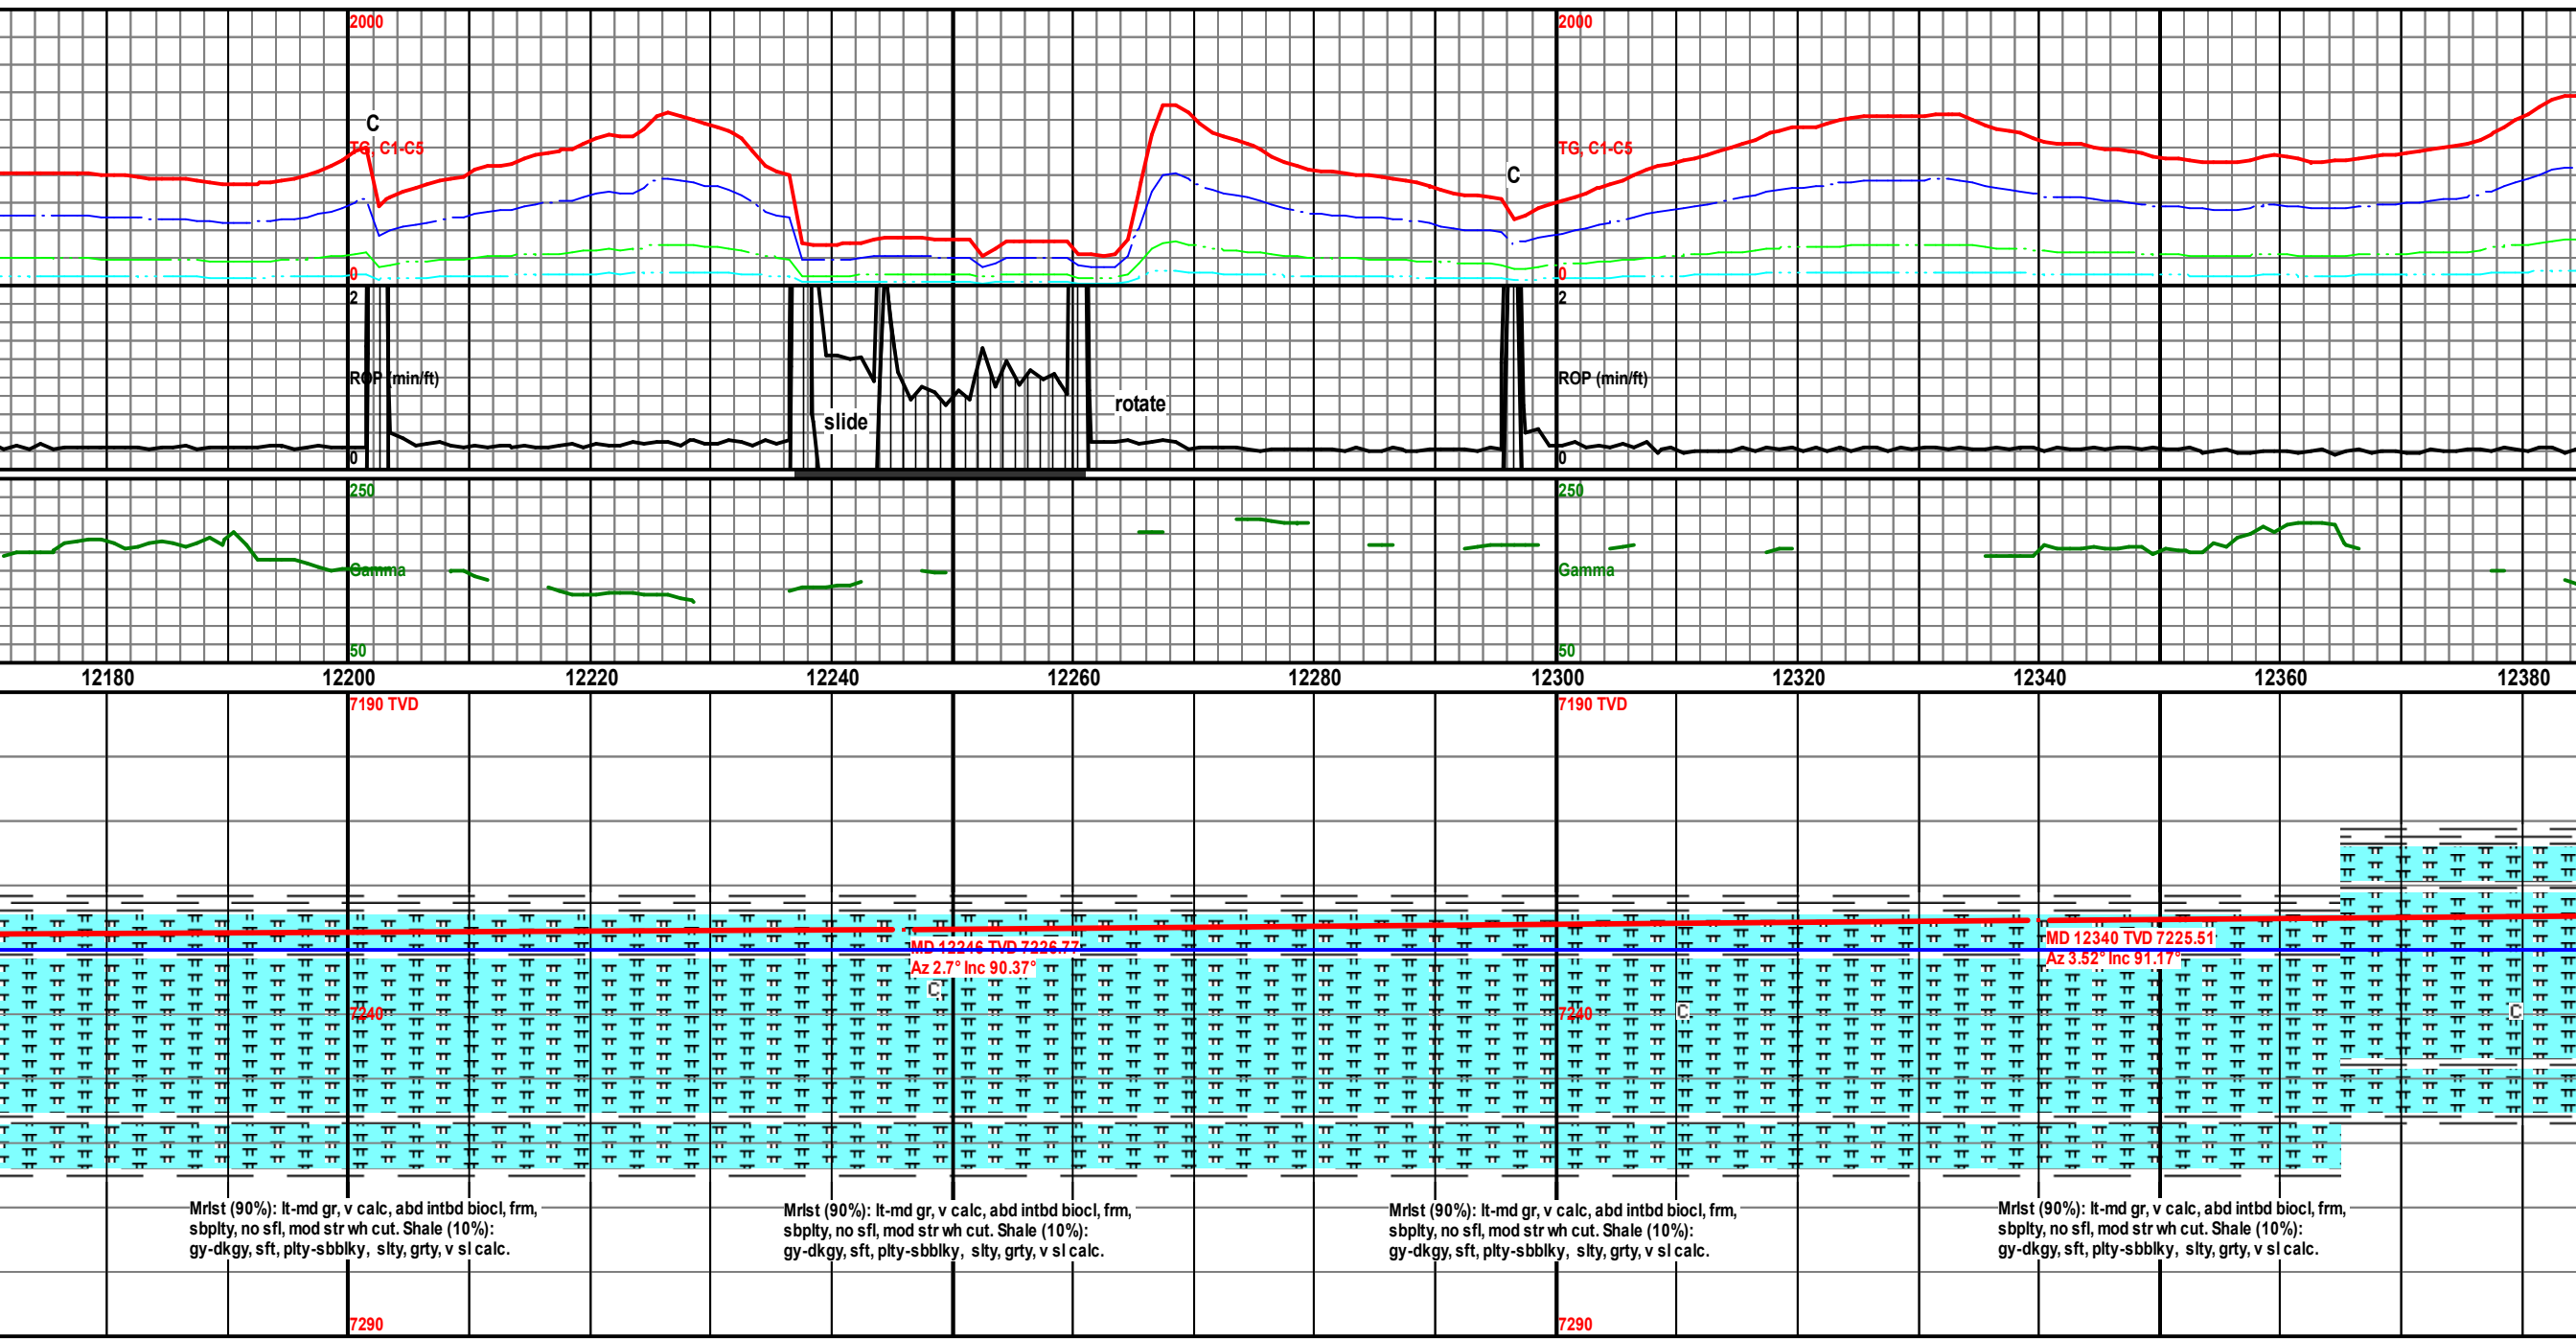 2000
2000
C
TG, C1-C5
C
TG, C1-C5
0
0
2
2
ROP (min/ft)
slide
rotate
ROP (min/ft)
0
0
250
250
Gamma
Gamma
50
50
12180 12200 12220 12240 12260 12280 12300 12320 12340 12360 12380
7190 TVD
7190 TVD
MD 12246 TVD 7226.77
Az 2.7° Inc 90.37°
C
MD 12340 TVD 7225.51
Az 3.52° Inc 91.17°
C
C
7240
7240
Mrlst (90%): lt-md gr, v calc, abd intbd biocl, frm,
sbplty, no sfl, mod str wh cut. Shale (10%):
gy-dkgy, sft, plty-sbblky, slty, grty, v sl calc.
Mrlst (90%): lt-md gr, v calc, abd intbd biocl, frm,
sbplty, no sfl, mod str wh cut. Shale (10%):
gy-dkgy, sft, plty-sbblky, slty, grty, v sl calc.
Mrlst (90%): lt-md gr, v calc, abd intbd biocl, frm,
sbplty, no sfl, mod str wh cut. Shale (10%):
gy-dkgy, sft, plty-sbblky, slty, grty, v sl calc.
Mrlst (90%): lt-md gr, v calc, abd intbd biocl, frm,
sbplty, no sfl, mod str wh cut. Shale (10%):
gy-dkgy, sft, plty-sbblky, slty, grty, v sl calc.
7290
7290